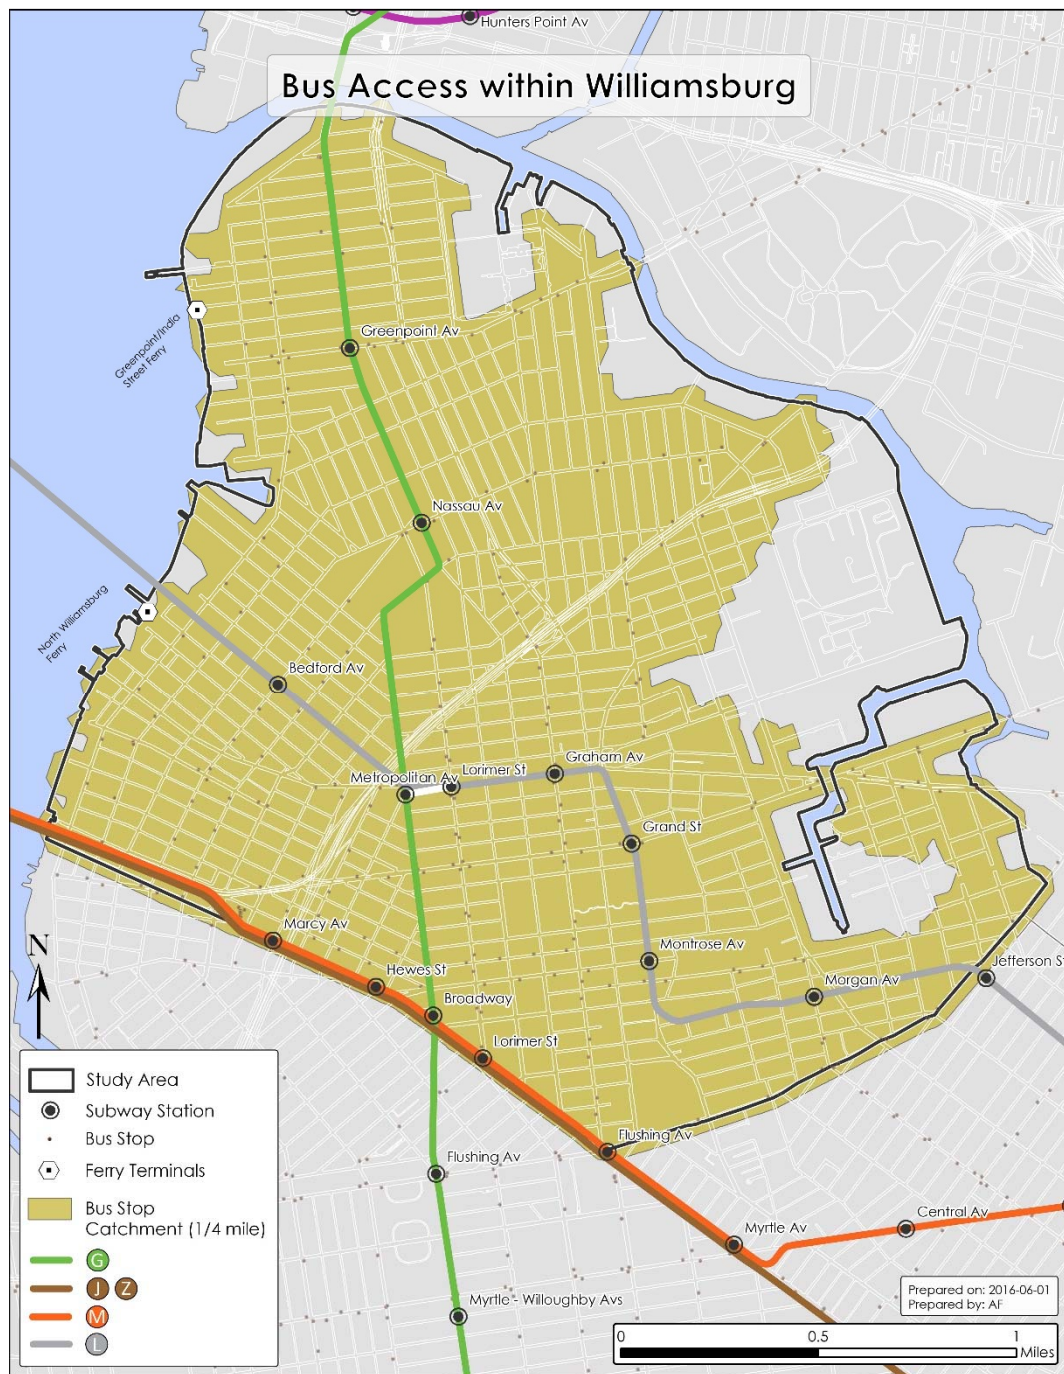 Hunters Point Av
Bus Access within Williamsburg
Greenpoint/India
Street Ferry
Greenpoint Av
Nassau Av
North Williamsburg
Ferry
Bedford Av
Metropolitan Av
Lorimer St
Graham Av
Grand St
Marcy Av
Montrose Av
Hewes St
Morgan Av
Jefferson St
Broadway
Lorimer St
Flushing Av
Flushing Av
Myrtle Av
Central Av
Myrtle - Willoughby Avs
N
Study Area
Subway Station
Bus Stop
Ferry Terminals
Bus Stop
Catchment (1/4 mile)
G
J Z
M
L
Prepared on: 2016-06-01
Prepared by: AF
0 0.5 1
Miles